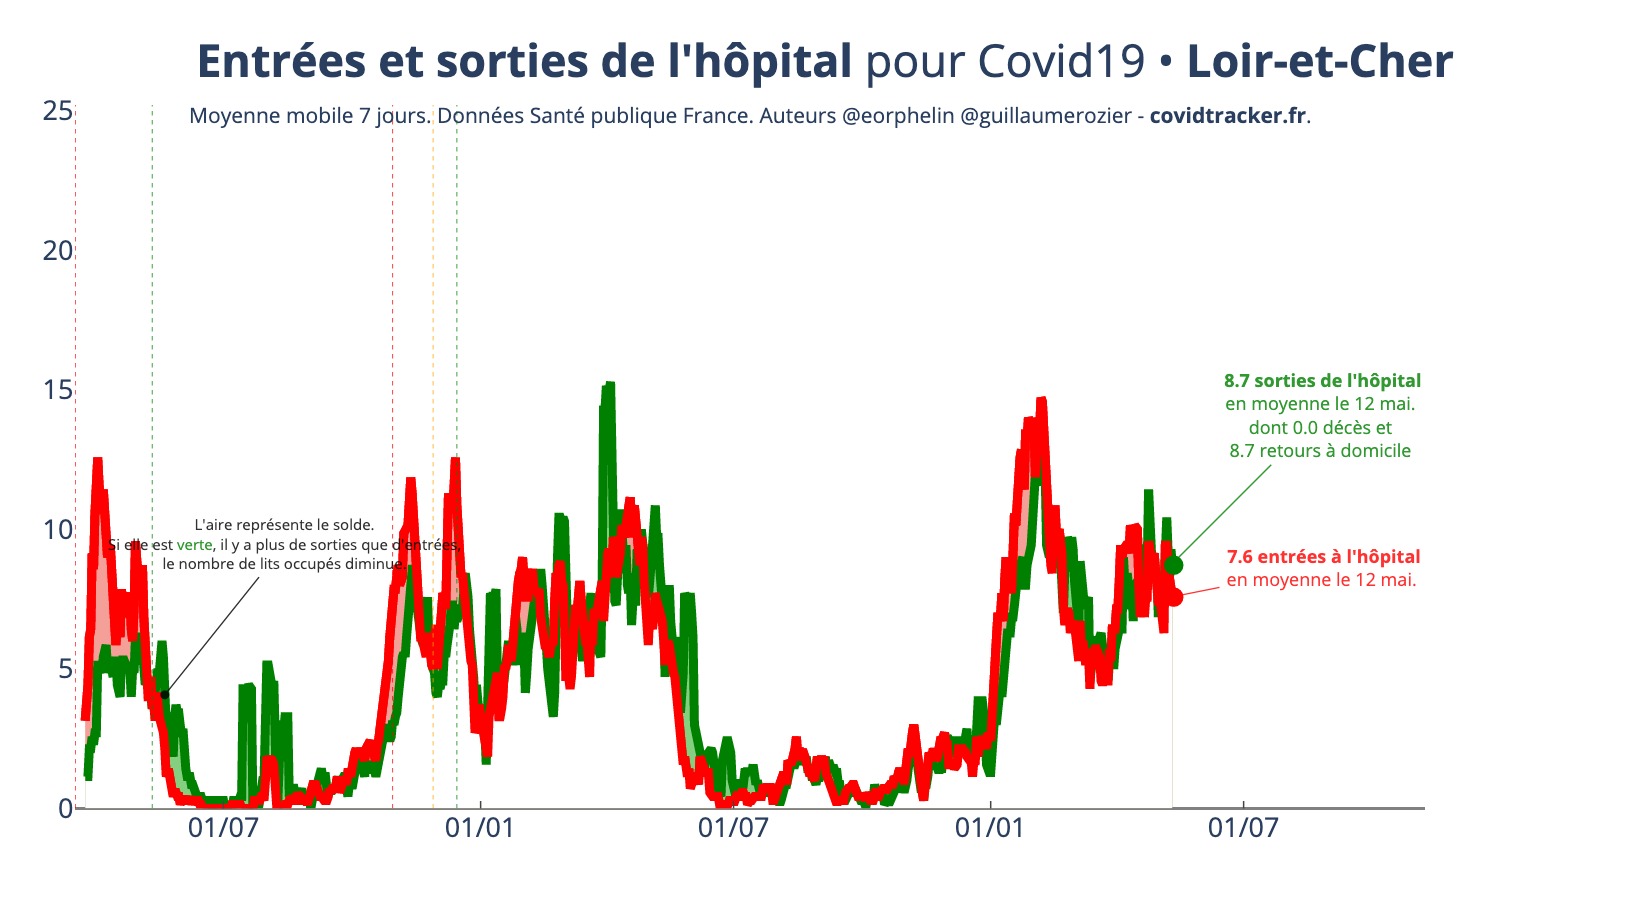 Entrées et sorties de l'hôpital pour Covid19 • Loir-et-Cher
Moyenne mobile 7 jours. Données Santé publique France. Auteurs @eorphelin @guillaumerozier - covidtracker.fr.
25
20
15
10
5
0
L'aire représente le solde.
Si elle est verte, il y a plus de sorties que d'entrées,
le nombre de lits occupés diminue.
8.7 sorties de l'hôpital
en moyenne le 12 mai.
dont 0.0 décès et
8.7 retours à domicile
7.6 entrées à l'hôpital
en moyenne le 12 mai.
01/07
01/01
01/07
01/01
01/07